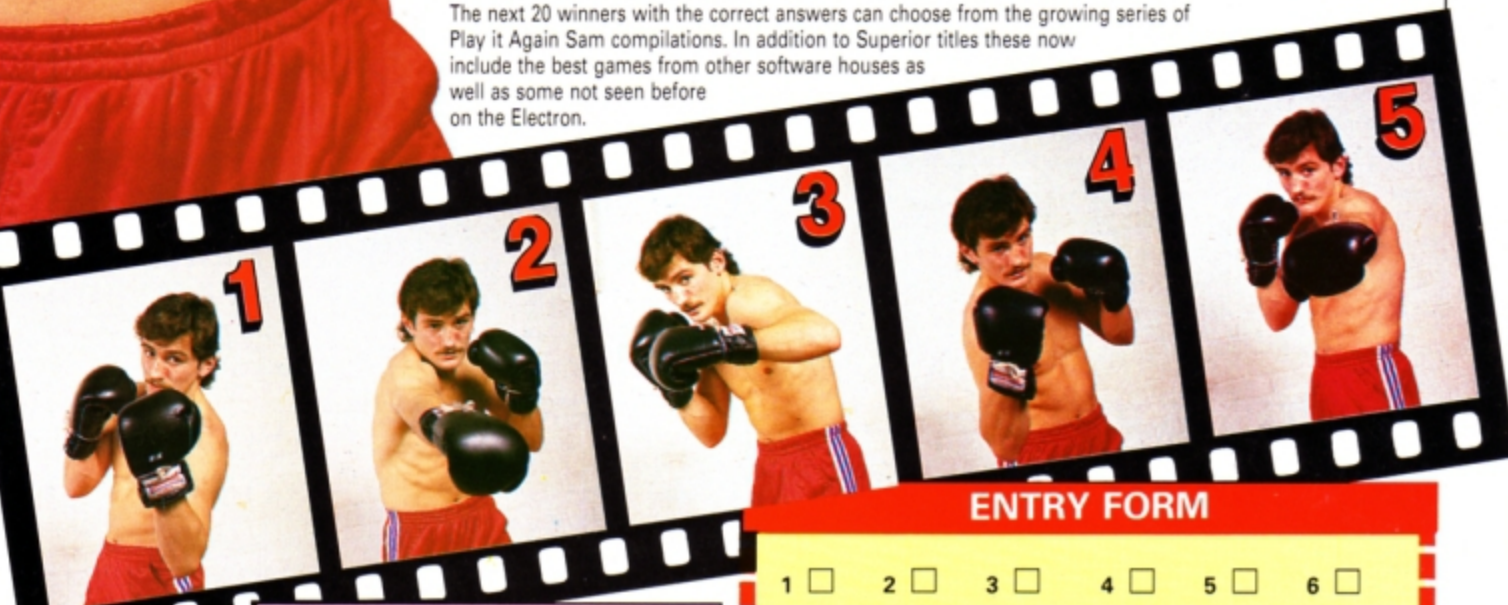 The next 20 winners with the correct answers can choose from the growing series of
Play it Again Sam compilations. In addition to Superior titles these now
include the best games from other software houses as
well as some not seen before
on the Electron.
1
2
3
4
5
ENTRY FORM
1 2 3 4 5 6